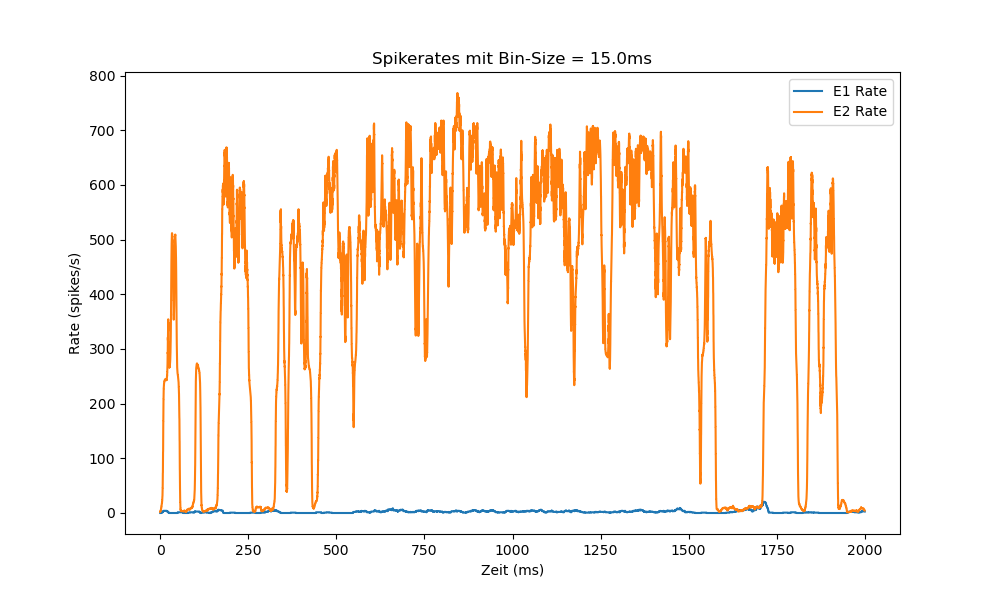 Spikerates mit Bin-Size = 15.0ms
E1 Rate
E2 Rate
800
700
600
500
400
300
200
100
0
Rate (spikes/s)
0 250 500 750 1000 1250 1500 1750 2000
Zeit (ms)